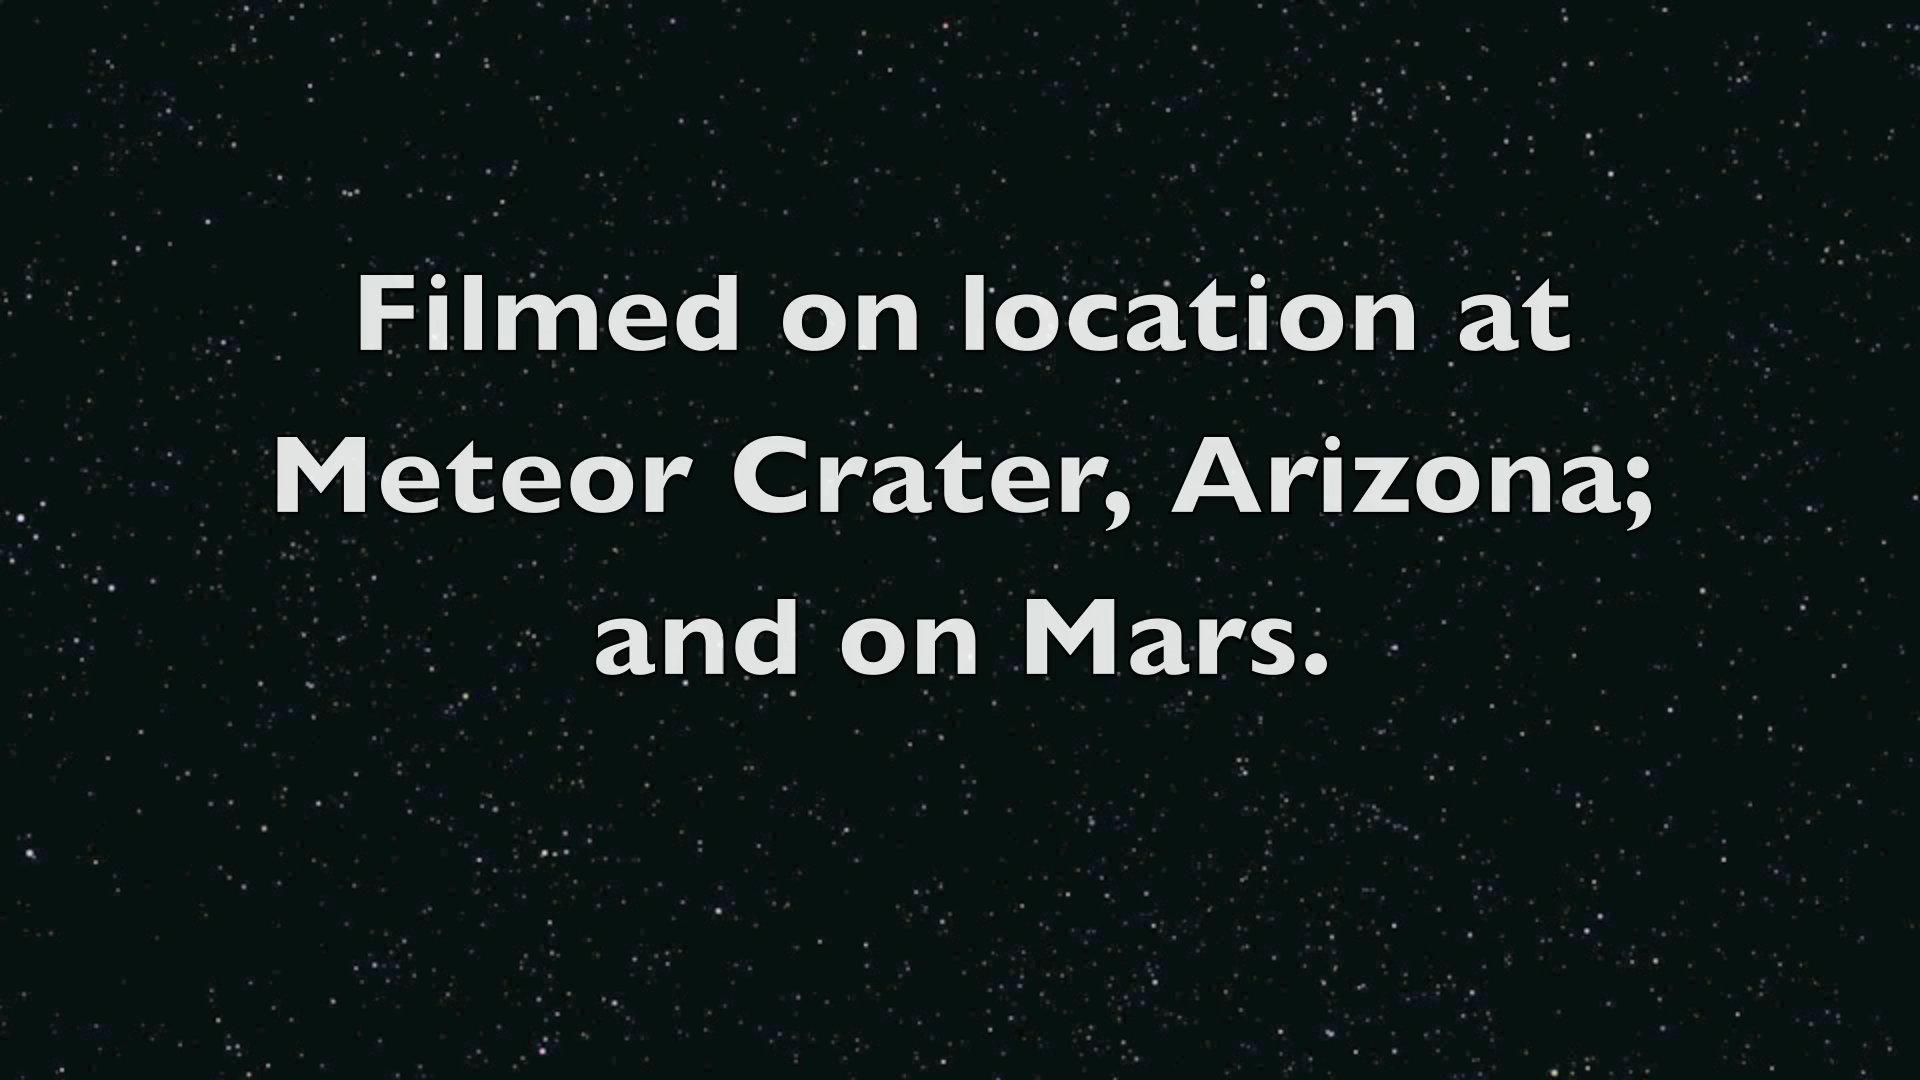 Filmed on location at
Meteor Crater, Arizona;
and on Mars.